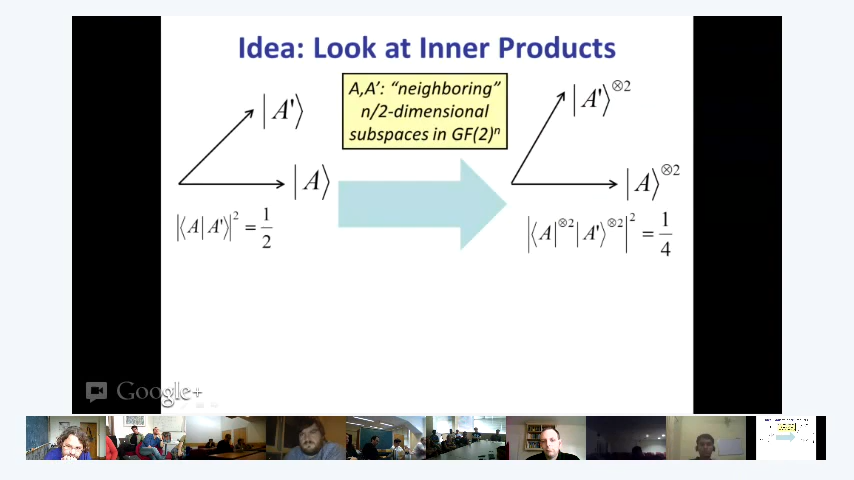 Idea: Look at Inner Products
A,A': "neighboring"
n/2-dimensional
subspaces in GF(2)ⁿ
|A'⟩
|A⟩
|⟨A|A'⟩|² = 1/2
|A'⟩⊗2
|A⟩⊗2
|⟨A|⊗2|A'⟩⊗2|² = 1/4
Google+